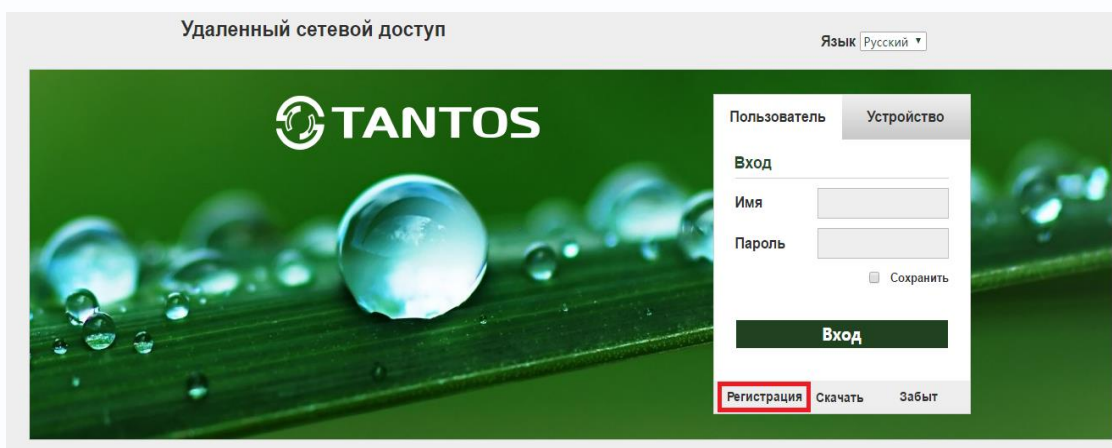 Удаленный сетевой доступ
Язык Русский
TANTOS
Пользователь Устройство
Вход
Имя
Пароль
Сохранить
Вход
Регистрация Скачать Забыт